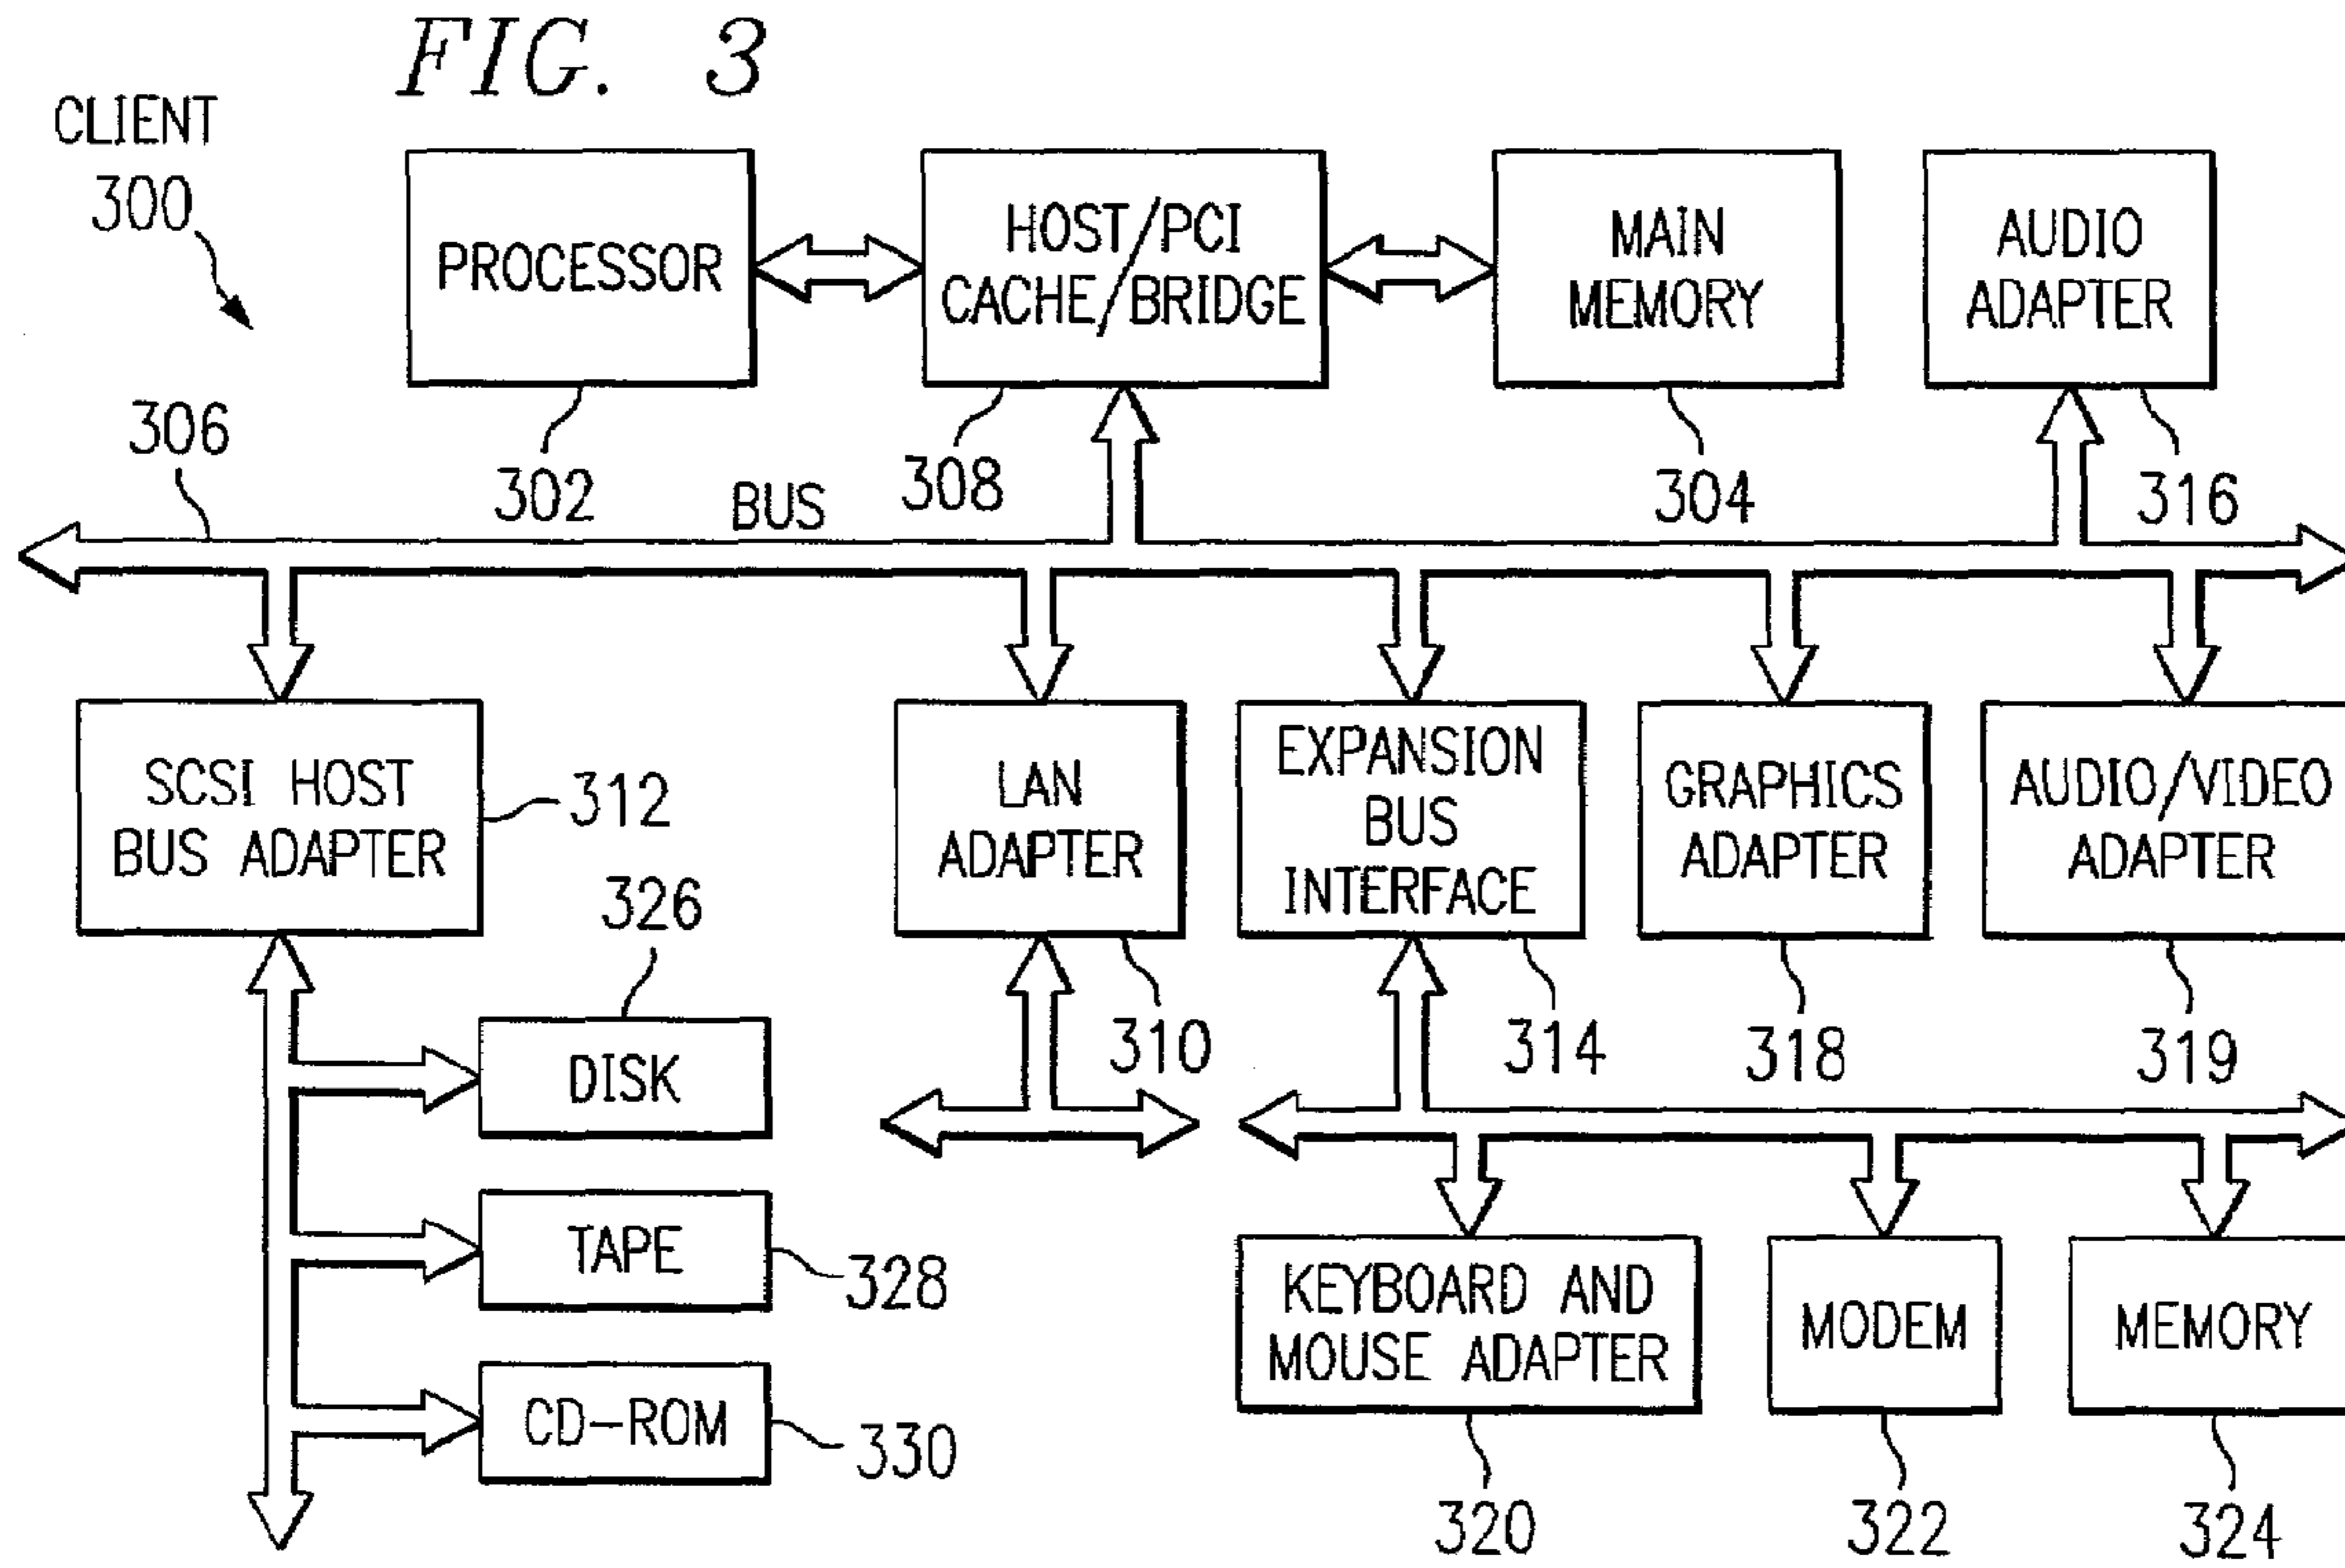 FIG. 3
CLIENT
300
PROCESSOR
HOST/PCI
CACHE/BRIDGE
MAIN
MEMORY
AUDIO
ADAPTER
306
302
BUS
308
304
316
SCSI HOST
BUS ADAPTER
312
LAN
ADAPTER
EXPANSION
BUS
INTERFACE
GRAPHICS
ADAPTER
AUDIO/VIDEO
ADAPTER
326
310
314
318
319
DISK
TAPE
328
CD-ROM
330
KEYBOARD AND
MOUSE ADAPTER
MODEM
MEMORY
320
322
324